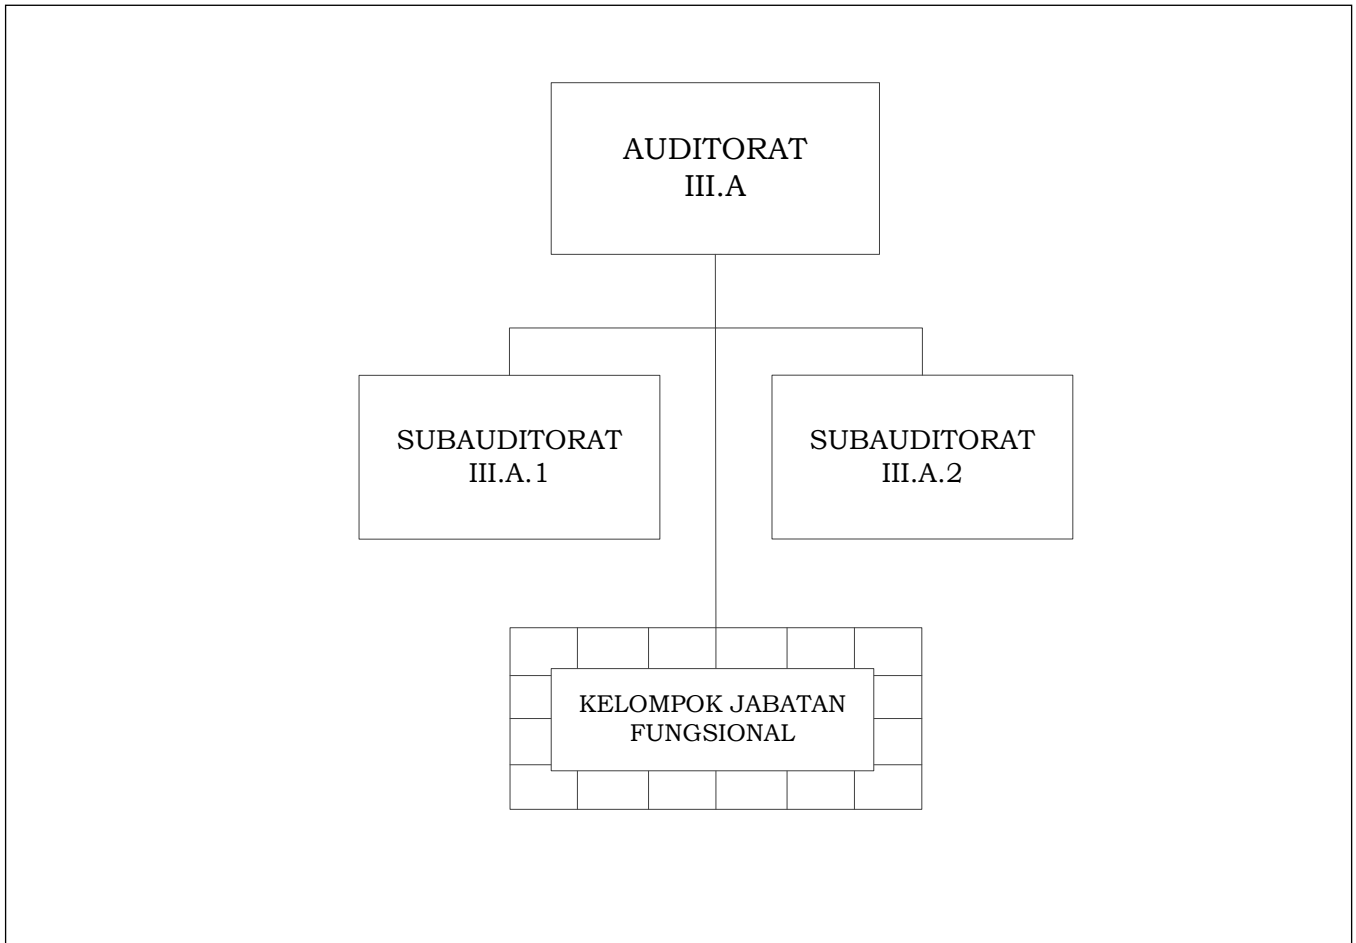 AUDITORAT
III.A
SUBAUDITORAT
III.A.1
SUBAUDITORAT
III.A.2
KELOMPOK JABATAN
FUNGSIONAL